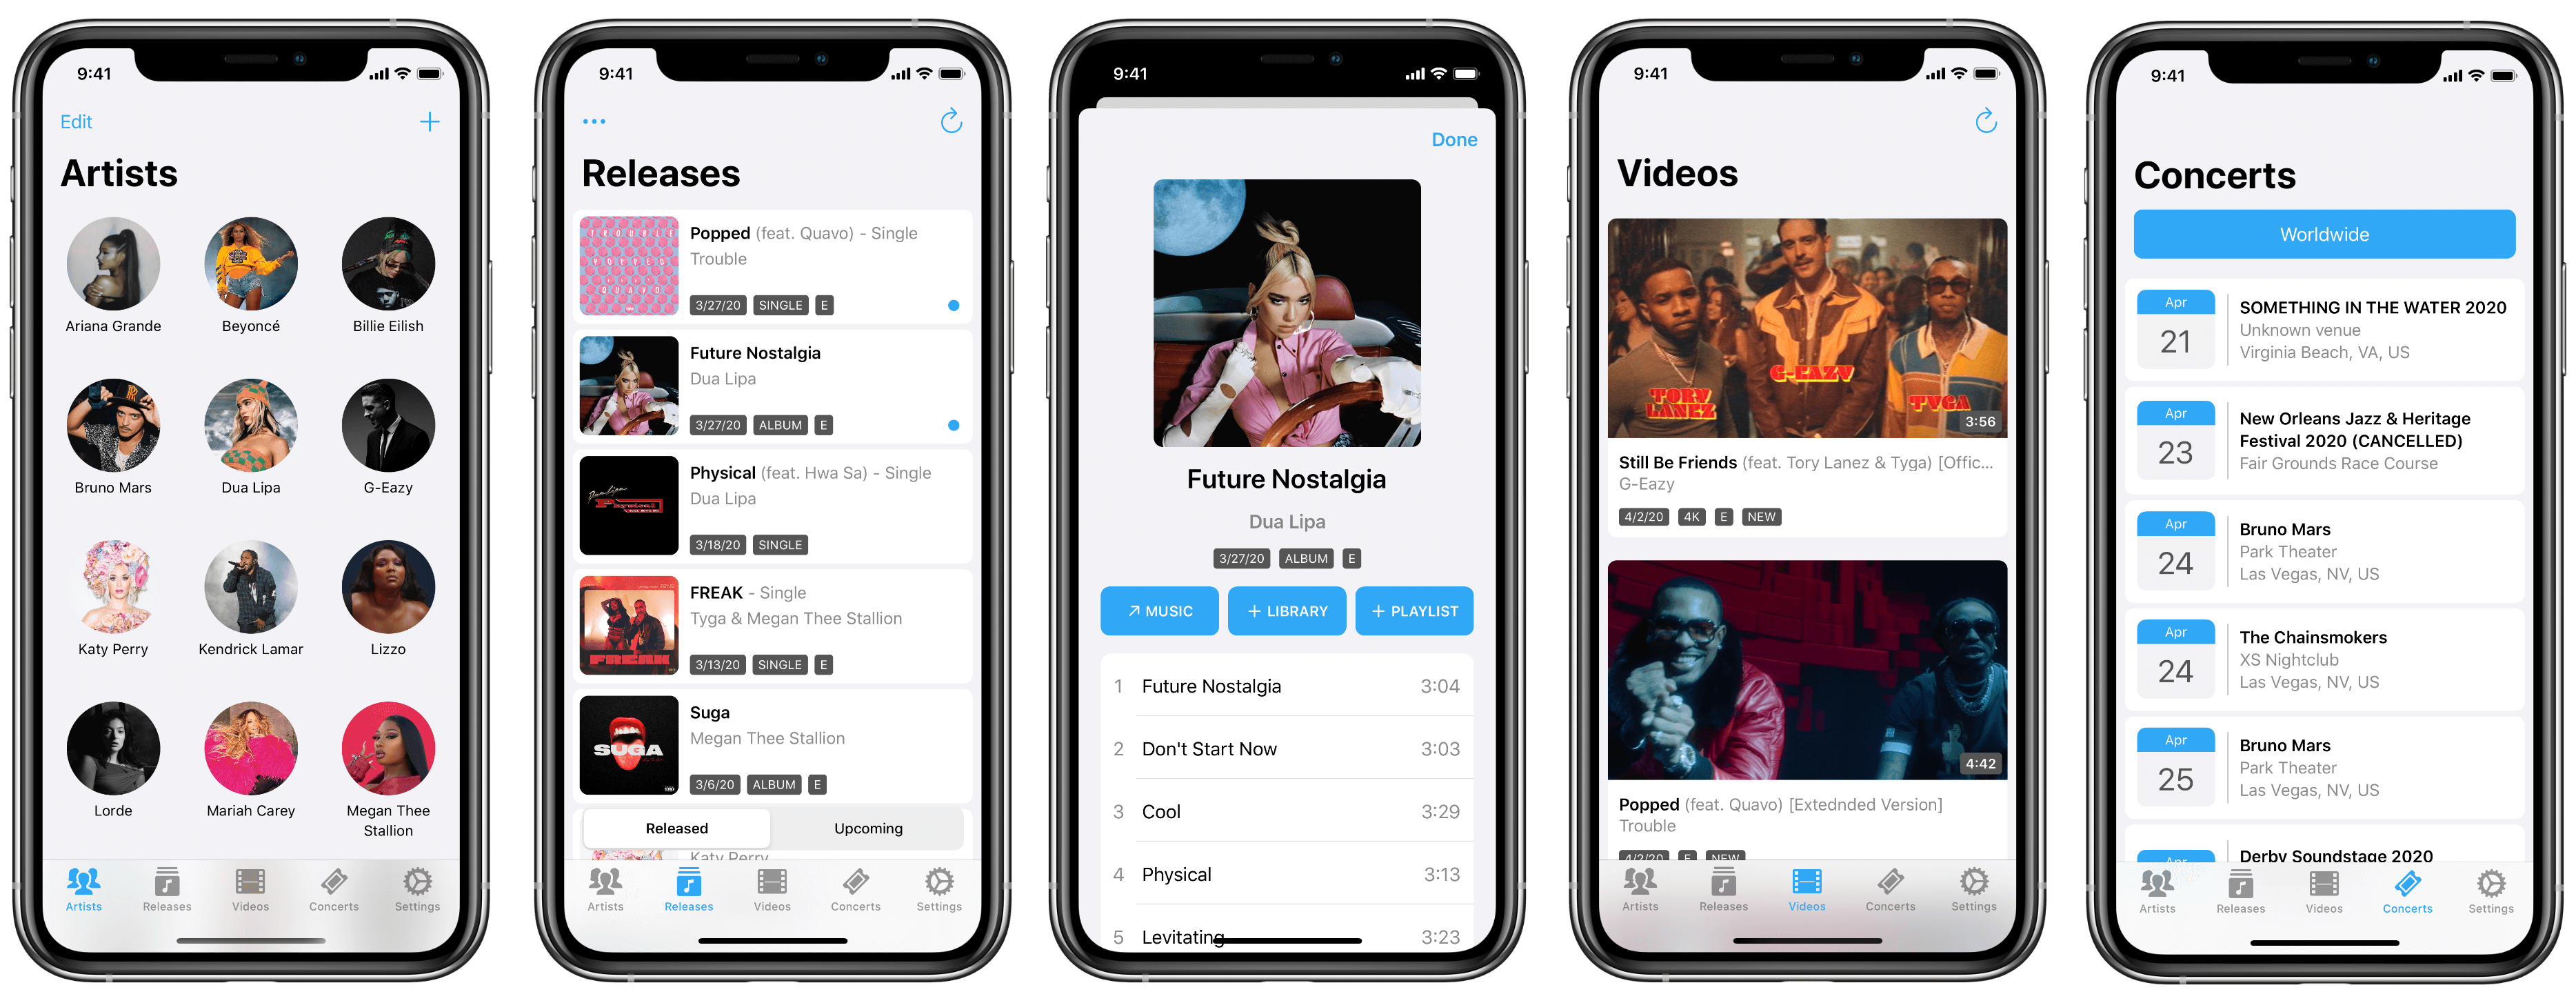 9:41
Edit
Artists
Ariana Grande
Beyoncé
Billie Eilish
Bruno Mars
Dua Lipa
G-Eazy
Katy Perry
Kendrick Lamar
Lizzo
Lorde
Mariah Carey
Megan Thee
Stallion
Artists
Releases
Videos
Concerts
Settings
9:41
Releases
TROUBLE
POPPED
QUAVO
Popped (feat. Quavo) - Single
Trouble
3/27/20 SINGLE E
Future Nostalgia
Dua Lipa
3/27/20 ALBUM E
Dua Lipa
Physical
Physical (feat. Hwa Sa) - Single
Dua Lipa
3/18/20 SINGLE
FREAK
FREAK - Single
Tyga & Megan Thee Stallion
3/13/20 SINGLE E
SUGA
Suga
Megan Thee Stallion
3/6/20 ALBUM E
Released
Upcoming
Katy Perry
Artists
Releases
Videos
Concerts
Settings
9:41
Done
Future Nostalgia
Dua Lipa
3/27/20 ALBUM E
MUSIC
+ LIBRARY
+ PLAYLIST
1 Future Nostalgia 3:04
2 Don't Start Now 3:03
3 Cool 3:29
4 Physical 3:13
5 Levitating 3:23
9:41
Videos
TORY
LANEZ
G-EAZY
TYGA
3:56
Still Be Friends (feat. Tory Lanez & Tyga) [Offic...
G-Eazy
4/2/20 4K E NEW
4:42
Popped (feat. Quavo) [Extednded Version]
Trouble
4/2/20 E NEW
Artists
Releases
Videos
Concerts
Settings
9:41
Concerts
Worldwide
Apr
21
SOMETHING IN THE WATER 2020
Unknown venue
Virginia Beach, VA, US
Apr
23
New Orleans Jazz & Heritage
Festival 2020 (CANCELLED)
Fair Grounds Race Course
Apr
24
Bruno Mars
Park Theater
Las Vegas, NV, US
Apr
24
The Chainsmokers
XS Nightclub
Las Vegas, NV, US
Apr
25
Bruno Mars
Park Theater
Las Vegas, NV, US
Apr
Derby Soundstage 2020
Artists
Releases
Videos
Concerts
Settings